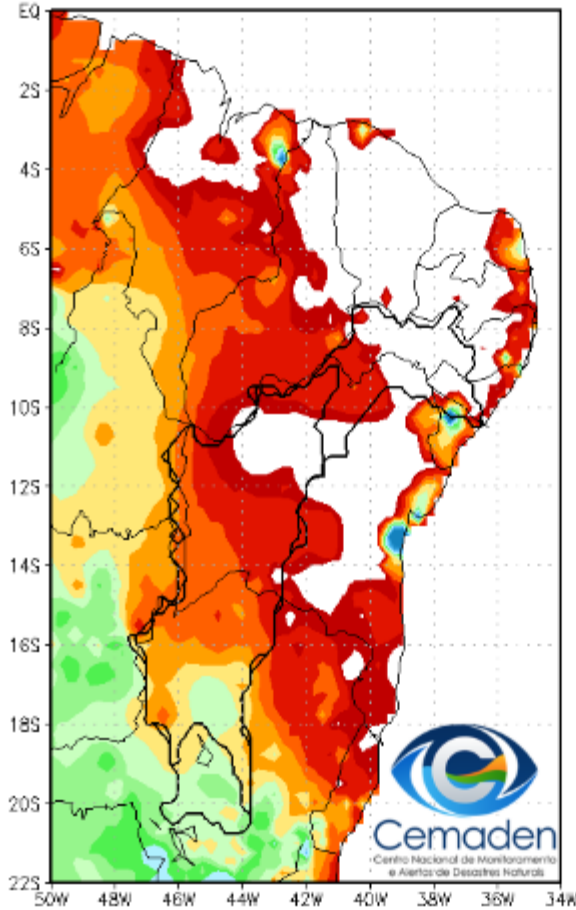 EQ
2S
4S
6S
8S
10S
12S
14S
16S
18S
20S
22S
50W 48W 46W 44W 42W 40W 38W 36W 34W
Cemaden
Centro Nacional de Monitoramento
e Alertas de Desastres Naturais